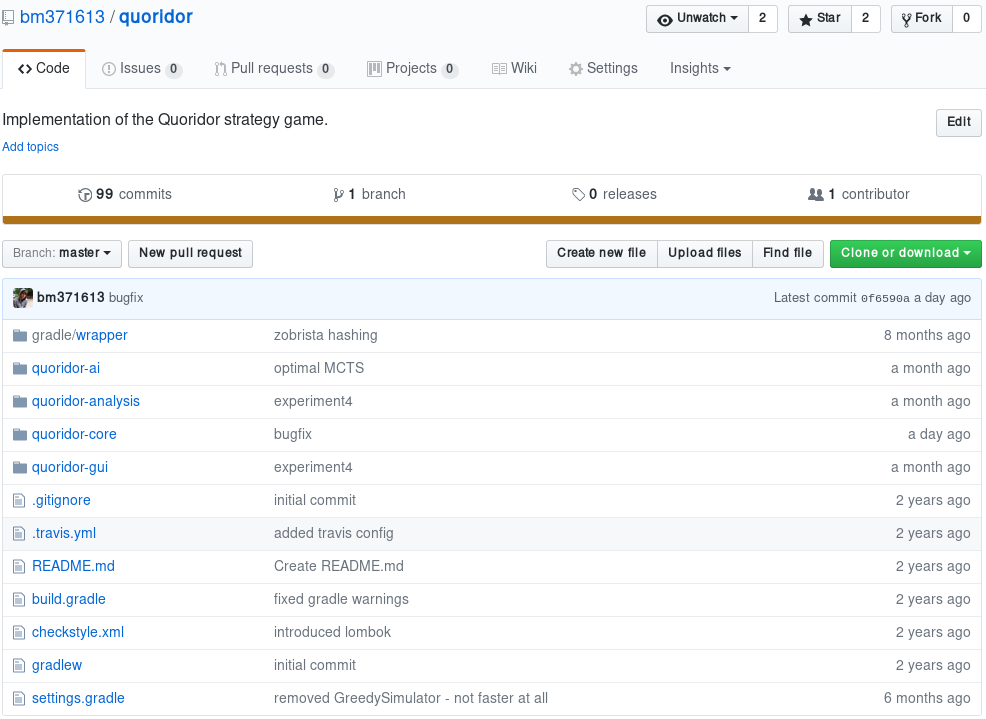 bm371613 / quoridor Unwatch 2 Star 2 Fork 0
Code Issues 0 Pull requests 0 Projects 0 Wiki Settings Insights
Implementation of the Quoridor strategy game. Edit
Add topics
99 commits 1 branch 0 releases 1 contributor
Branch: master New pull request Create new file Upload files Find file Clone or download
bm371613 bugfix Latest commit 0f6590a a day ago
gradle/wrapper zobrista hashing 8 months ago
quoridor-ai optimal MCTS a month ago
quoridor-analysis experiment4 a month ago
quoridor-core bugfix a day ago
quoridor-gui experiment4 a month ago
.gitignore initial commit 2 years ago
.travis.yml added travis config 2 years ago
README.md Create README.md 2 years ago
build.gradle fixed gradle warnings 2 years ago
checkstyle.xml introduced lombok 2 years ago
gradlew initial commit 2 years ago
settings.gradle removed GreedySimulator - not faster at all 6 months ago